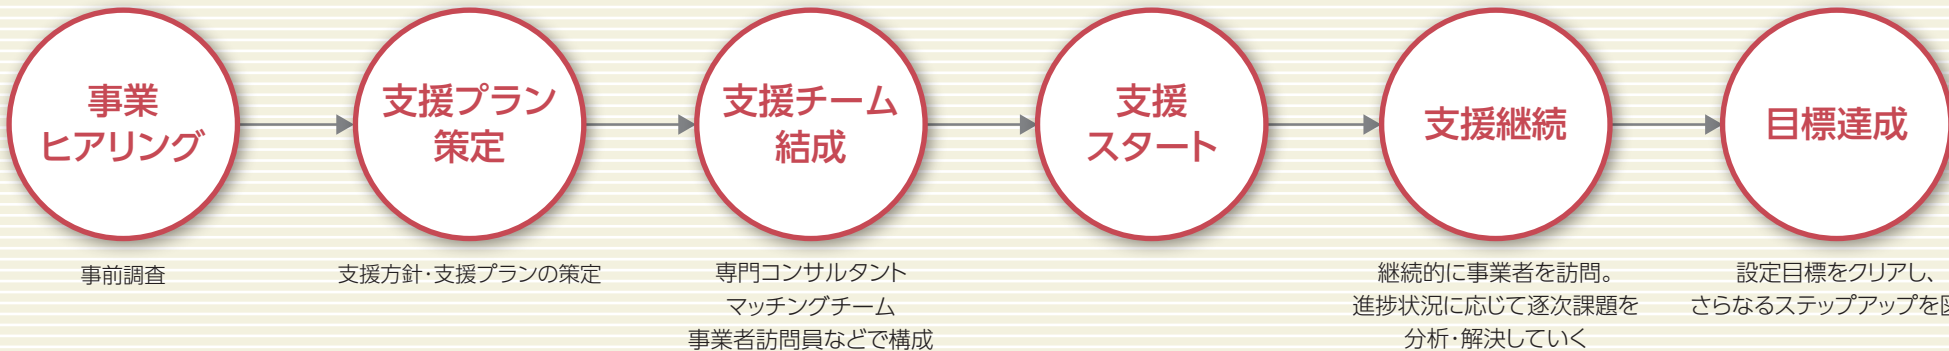 事業
ヒアリング
事前調査
支援プラン
策定
支援方針・支援プランの策定
支援チーム
結成
専門コンサルタント
マッチングチーム
事業者訪問員などで構成
支援
スタート
支援継続
継続的に事業者を訪問。
進捗状況に応じて逐次課題を
分析・解決していく
目標達成
設定目標をクリアし、
さらなるステップアップを